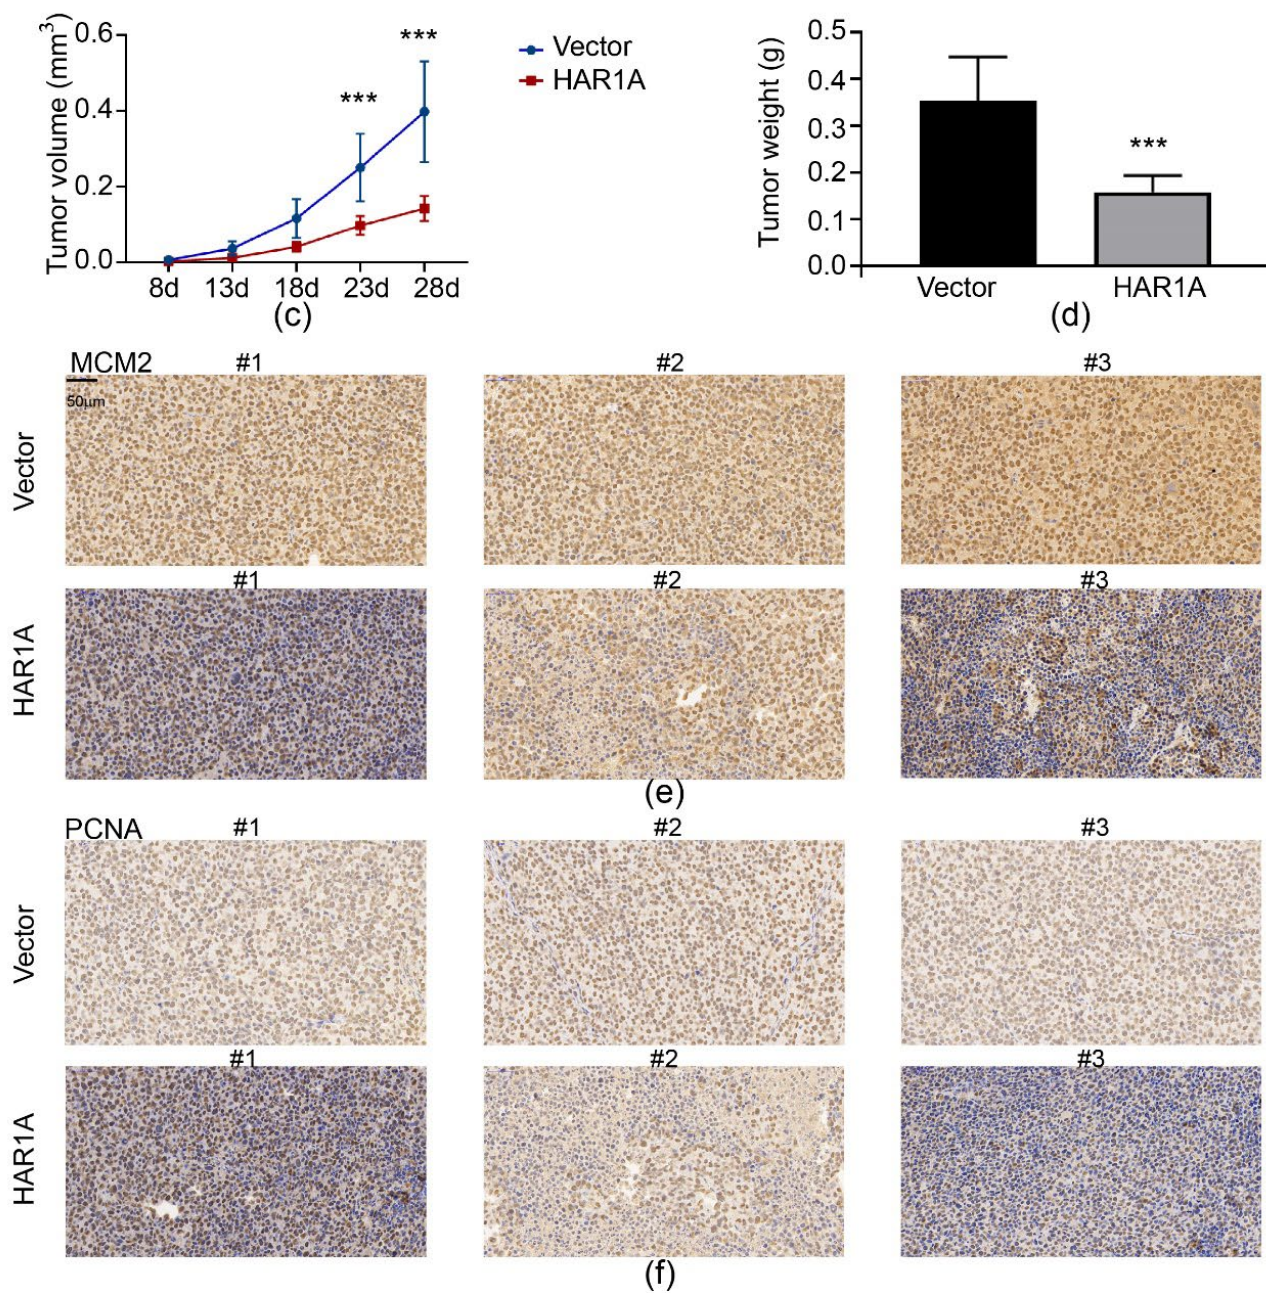 Tumor volume (mm³)
0.6
0.4
0.2
0.0
8d 13d 18d 23d 28d
***
***
Vector
HAR1A
(c)
Tumor weight (g)
0.5
0.4
0.3
0.2
0.1
0.0
***
Vector HAR1A
(d)
MCM2 #1 #2 #3
50μm
Vector
#1 #2 #3
HAR1A
(e)
PCNA #1 #2 #3
Vector
#1 #2 #3
HAR1A
(f)